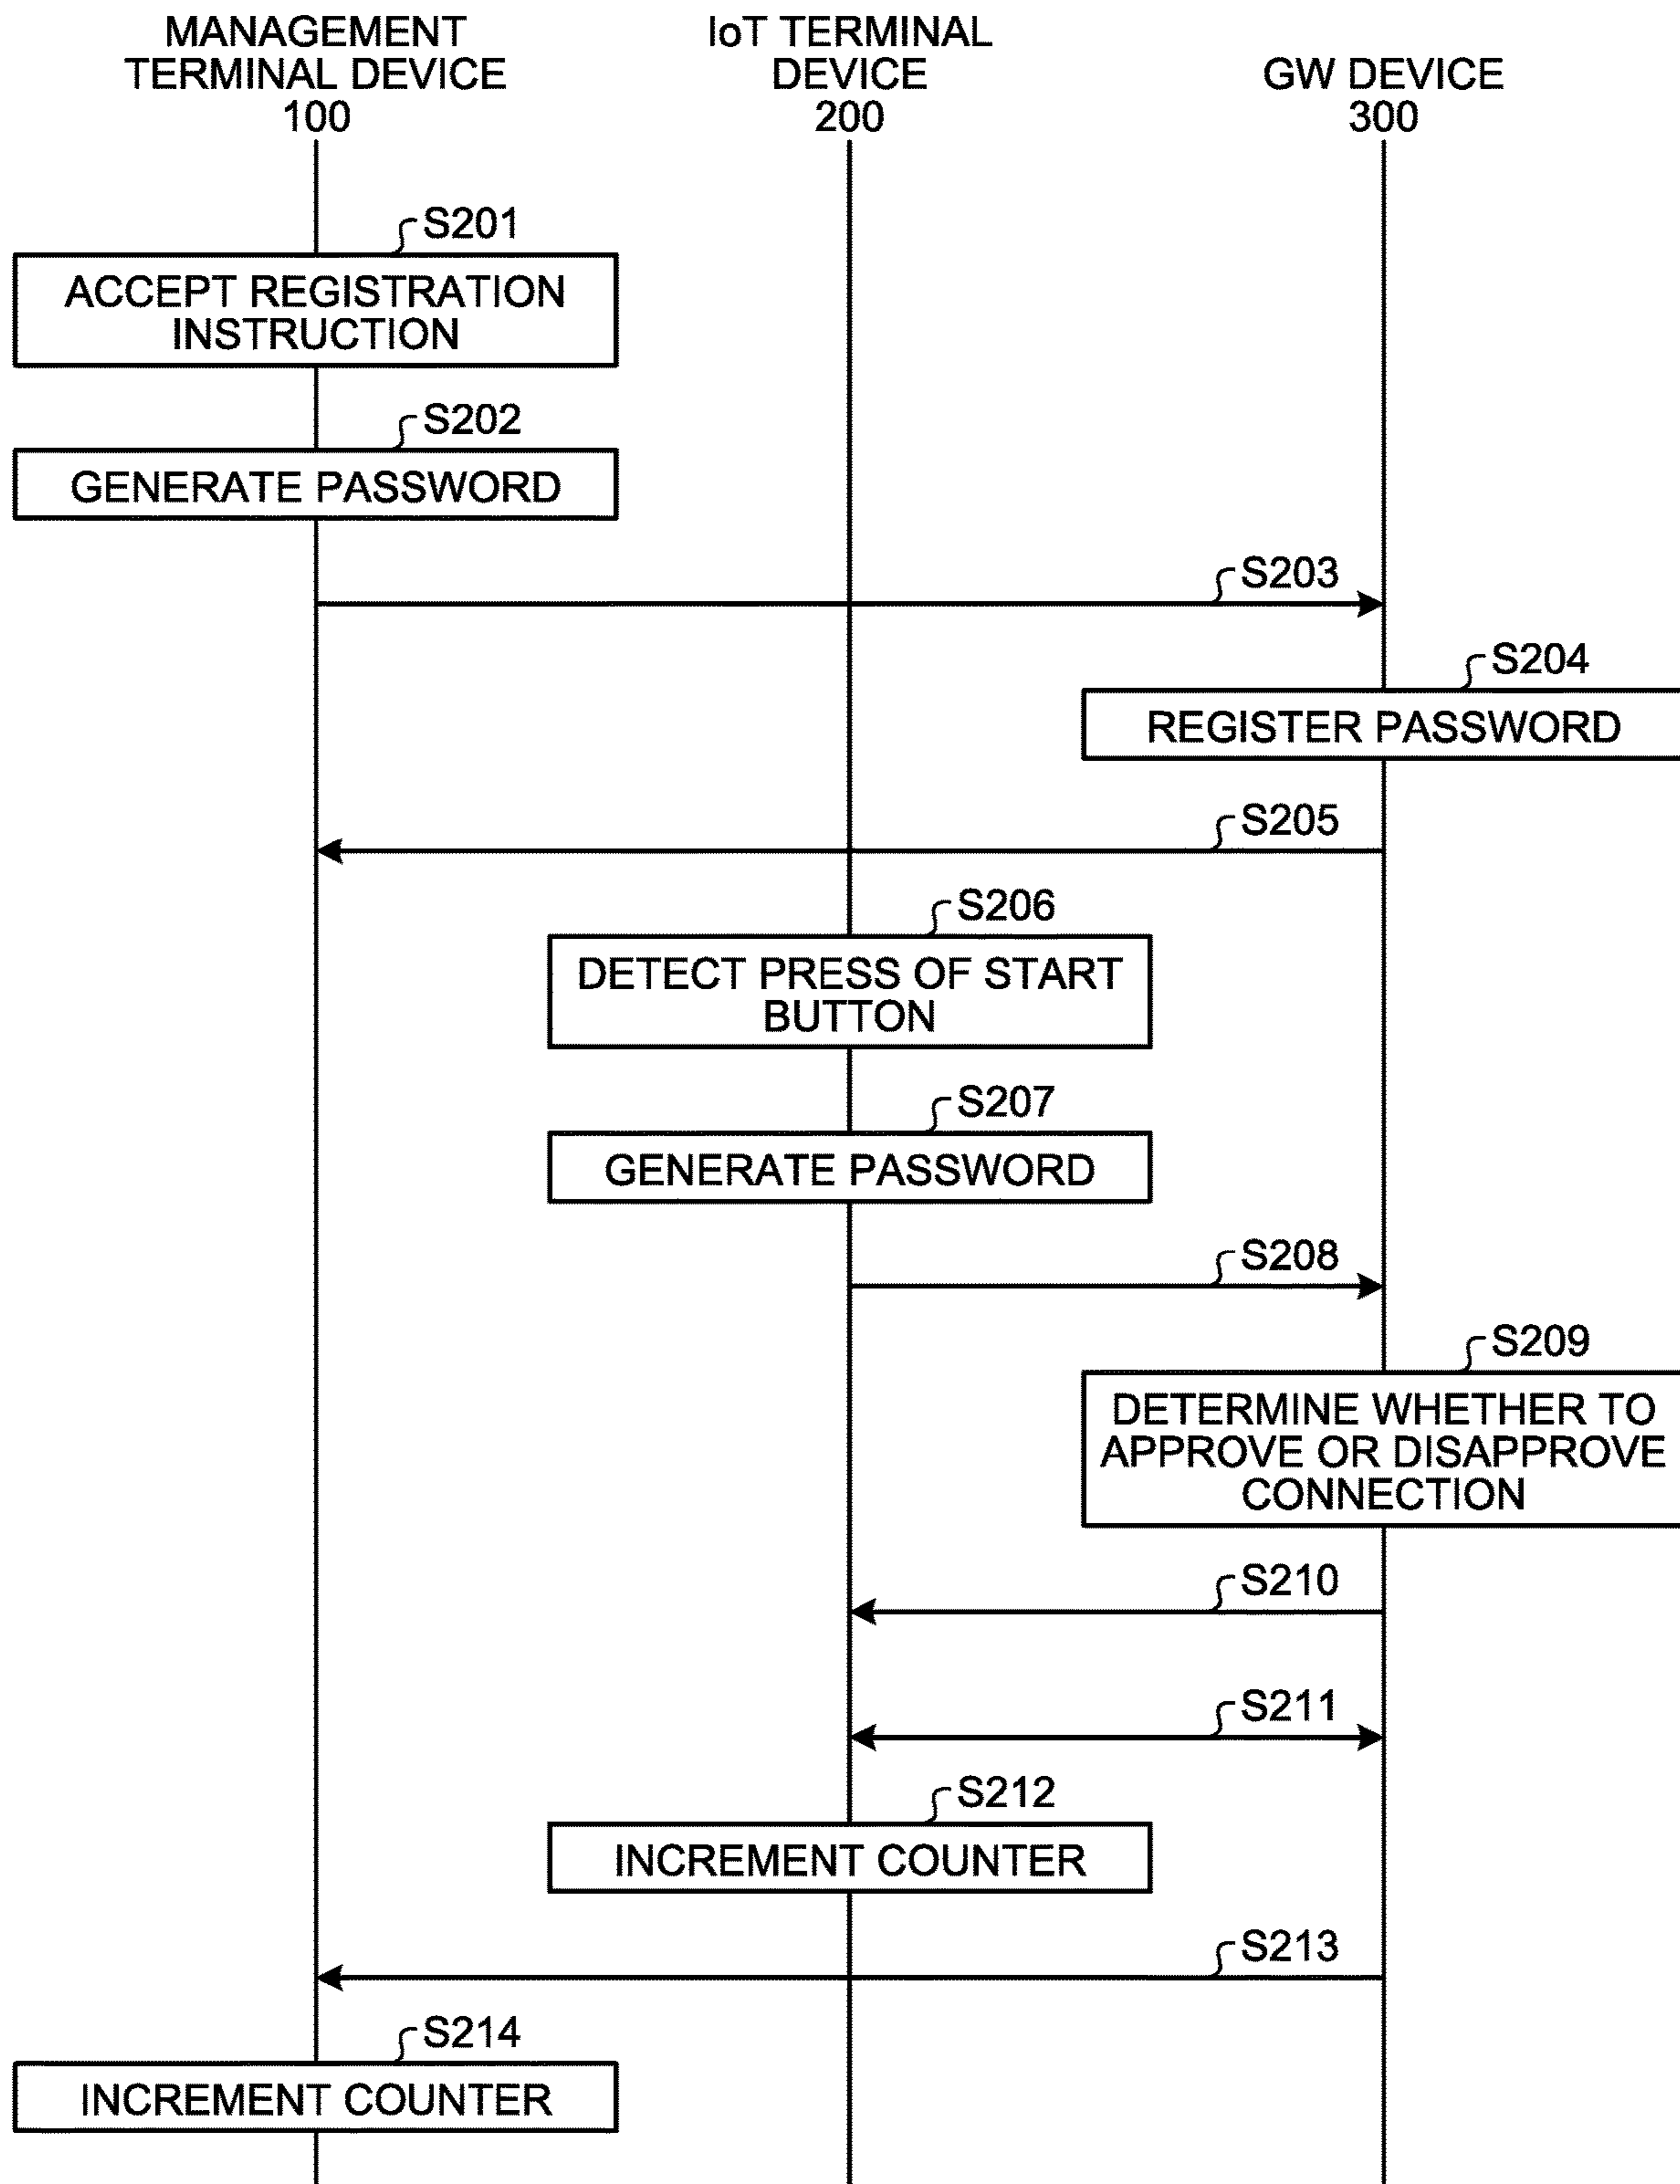 MANAGEMENT
TERMINAL DEVICE
100
IoT TERMINAL
DEVICE
200
GW DEVICE
300
S201
ACCEPT REGISTRATION
INSTRUCTION
S202
GENERATE PASSWORD
S203
S204
REGISTER PASSWORD
S205
S206
DETECT PRESS OF START
BUTTON
S207
GENERATE PASSWORD
S208
S209
DETERMINE WHETHER TO
APPROVE OR DISAPPROVE
CONNECTION
S210
S211
S212
INCREMENT COUNTER
S213
S214
INCREMENT COUNTER